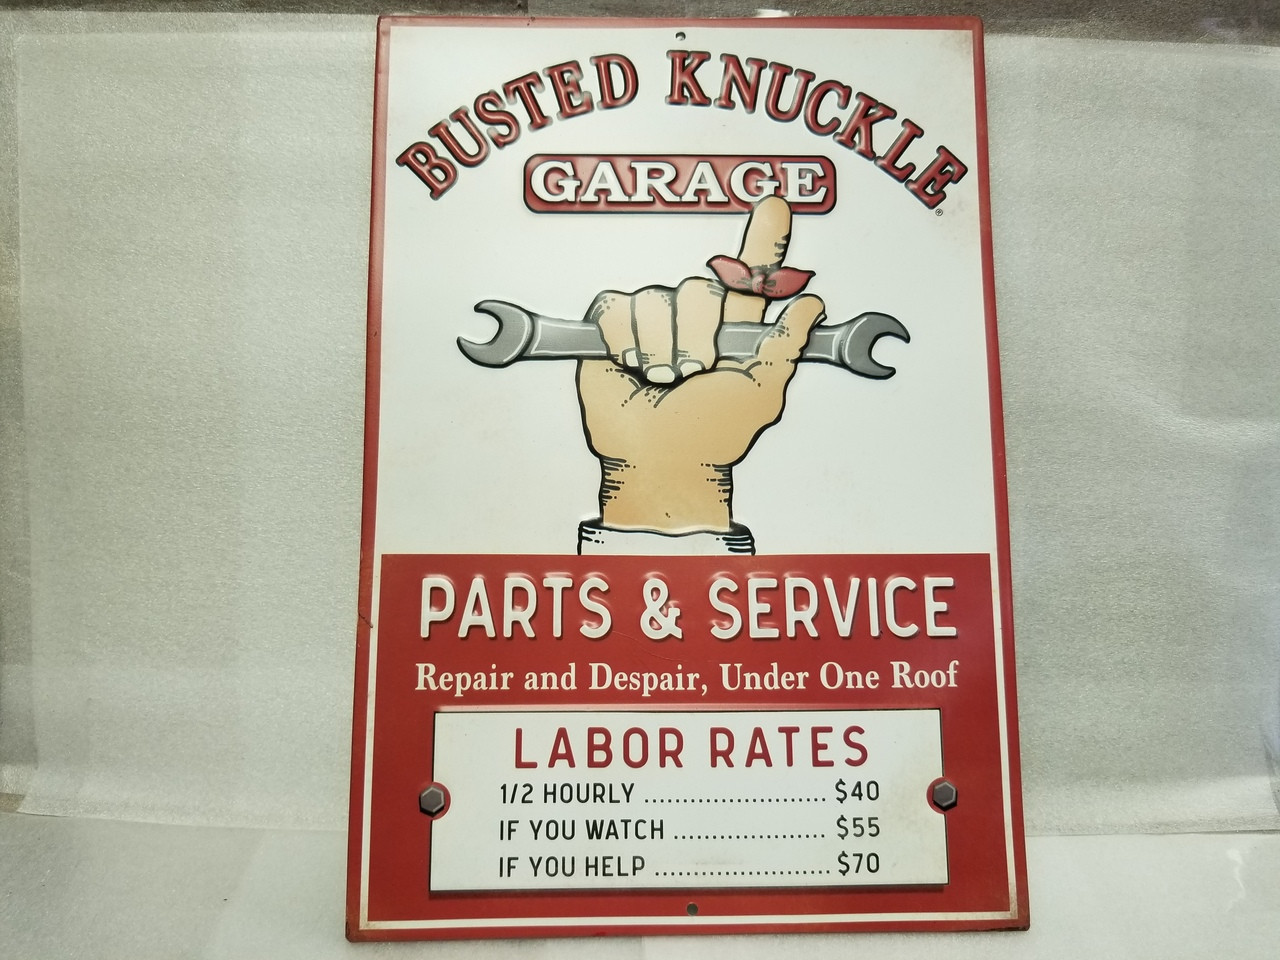 BUSTED KNUCKLE
®
GARAGE
PARTS & SERVICE
Repair and Despair, Under One Roof
LABOR RATES
1/2 HOURLY ........................ $40
IF YOU WATCH .................... $55
IF YOU HELP ....................... $70